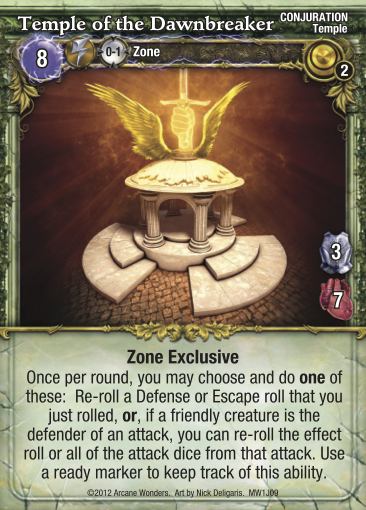 Temple of the Dawnbreaker
CONJURATION
Temple
8
0-1
Zone
2
3
7
Zone Exclusive
Once per round, you may choose and do one of
these: Re-roll a Defense or Escape roll that you
just rolled, or, if a friendly creature is the
defender of an attack, you can re-roll the effect
roll or all of the attack dice from that attack. Use
a ready marker to keep track of this ability.
©2012 Arcane Wonders. Art by Nick Deligaris. MW1J09